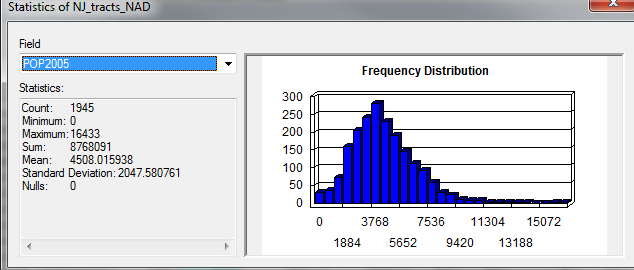 Statistics of NJ_tracts_NAD
Field
POP2005
Statistics:
Count: 1945
Minimum: 0
Maximum: 16433
Sum: 8768091
Mean: 4508.015938
Standard Deviation: 2047.580761
Nulls: 0
Frequency Distribution
300
250
200
150
100
50
0
0 3768 7536 11304 15072
1884 5652 9420 13188